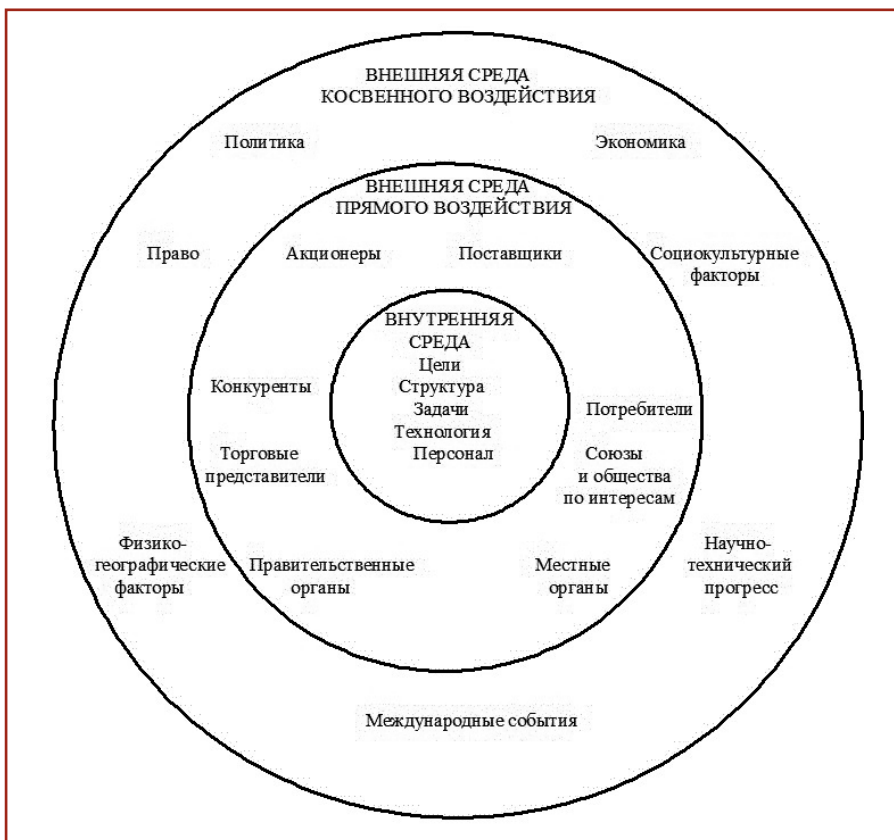 ВНЕШНЯЯ СРЕДА
КОСВЕННОГО ВОЗДЕЙСТВИЯ
Политика
Экономика
ВНЕШНЯЯ СРЕДА
ПРЯМОГО ВОЗДЕЙСТВИЯ
Право
Акционеры
Поставщики
Социокультурные
факторы
ВНУТРЕННЯЯ
СРЕДА
Цели
Структура
Задачи
Технология
Персонал
Конкуренты
Потребители
Торговые
представители
Союзы
и общества
по интересам
Физико-
географические
факторы
Правительственные
органы
Местные
органы
Научно-
технический
прогресс
Международные события